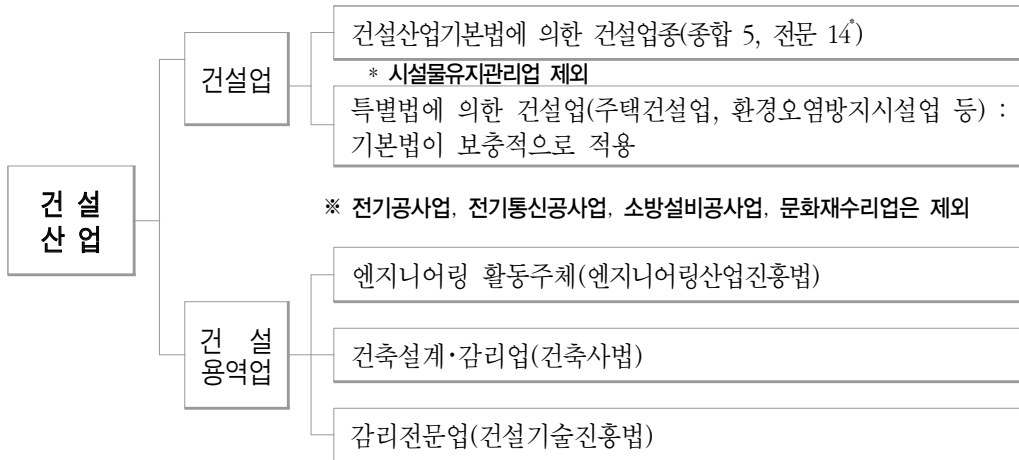 건설산업기본법에 의한 건설업종(종합 5, 전문 14*)
건설업
* 시설물유지관리업 제외
특별법에 의한 건설업(주택건설업, 환경오염방지시설업 등) :
기본법이 보충적으로 적용
건 설
산 업
※ 전기공사업, 전기통신공사업, 소방설비공사업, 문화재수리업은 제외
엔지니어링 활동주체(엔지니어링산업진흥법)
건 설
용역업
건축설계·감리업(건축사법)
감리전문업(건설기술진흥법)